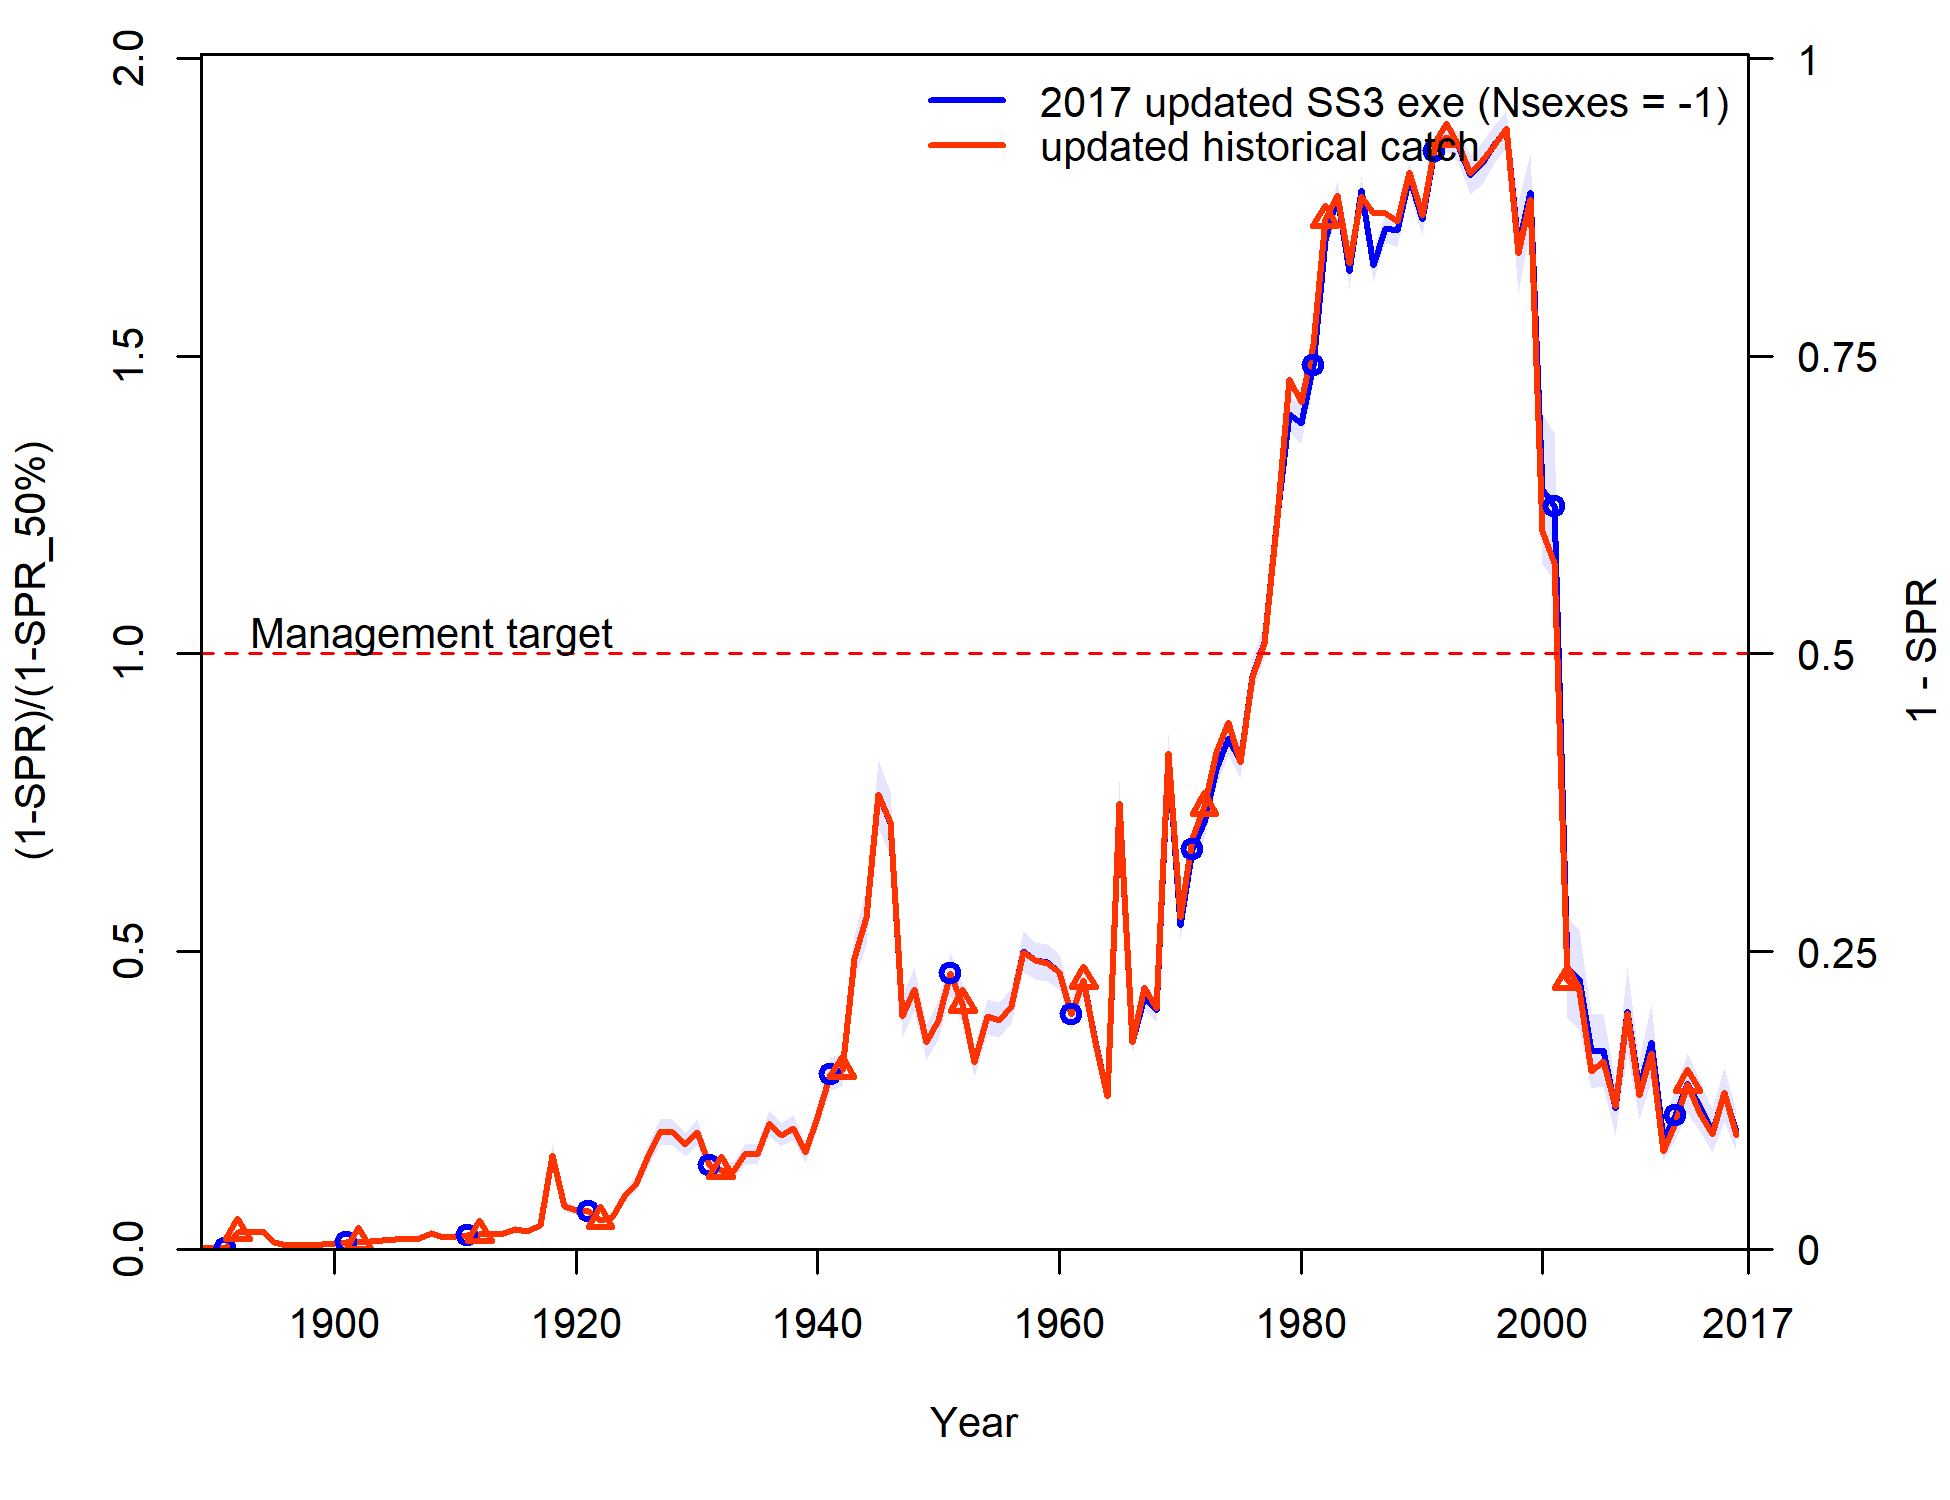 2017 updated SS3 exe (Nsexes = -1)
updated historical catch
Management target
(1-SPR)/(1-SPR_50%)
2.0
1.5
1.0
0.5
0.0
1
0.75
0.5
0.25
0
1 - SPR
1900 1920 1940 1960 1980 2000 2017
Year